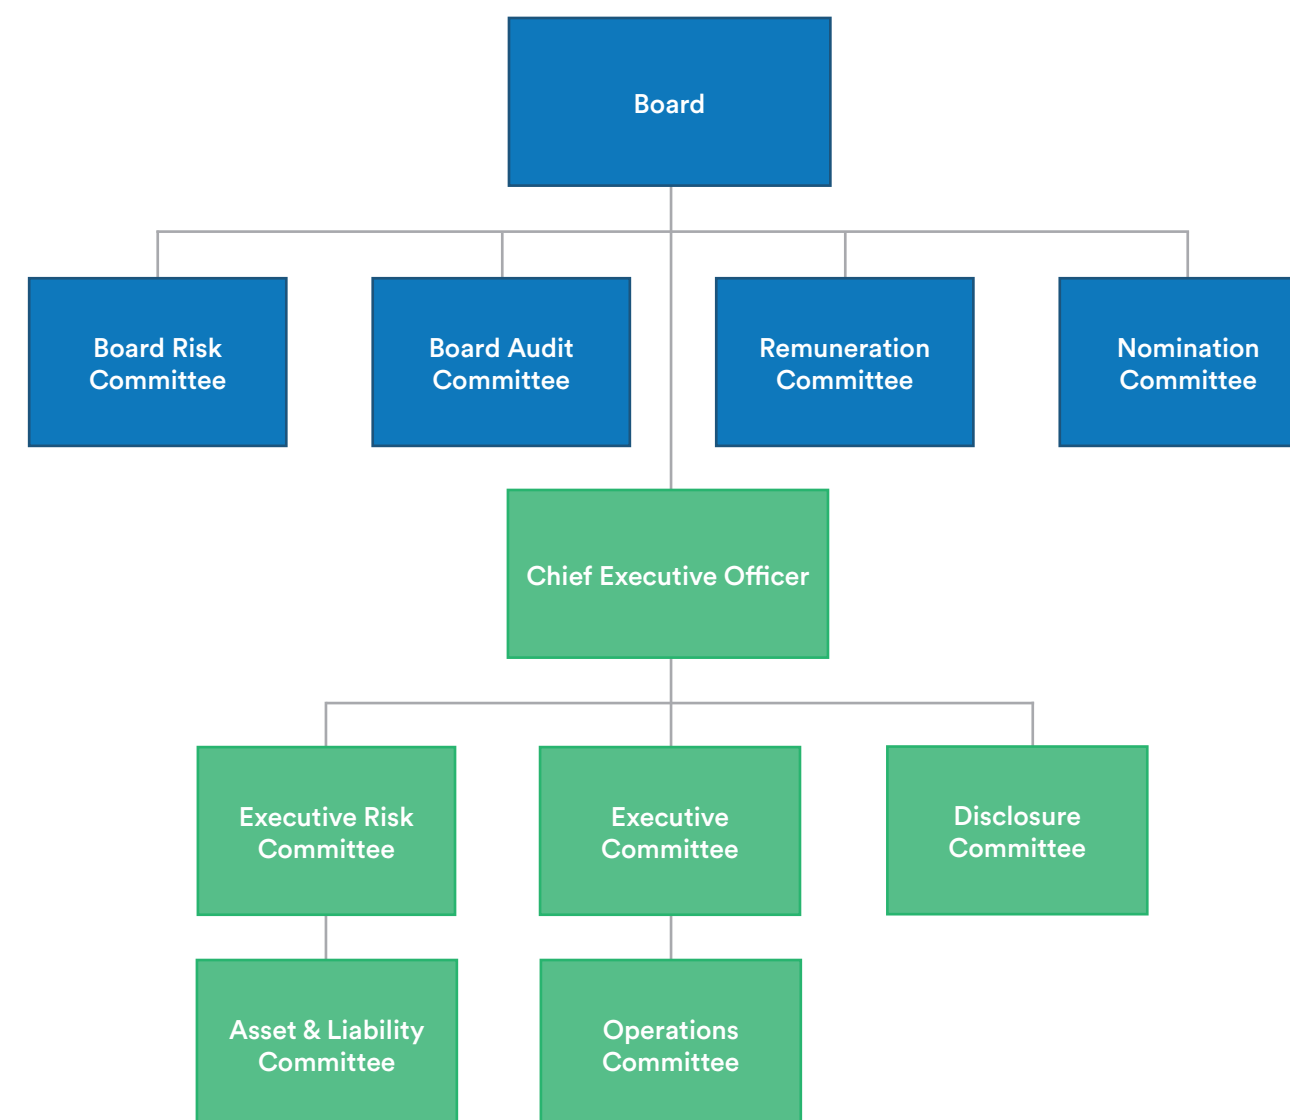 Board
Board Risk
Committee
Board Audit
Committee
Remuneration
Committee
Nomination
Committee
Chief Executive Officer
Executive Risk
Committee
Executive
Committee
Disclosure
Committee
Asset & Liability
Committee
Operations
Committee